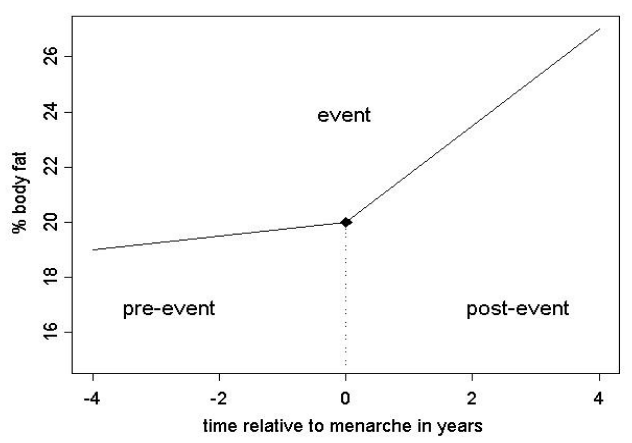 % body fat
26
24
22
20
18
16
event
pre-event
post-event
-4
-2
0
2
4
time relative to menarche in years